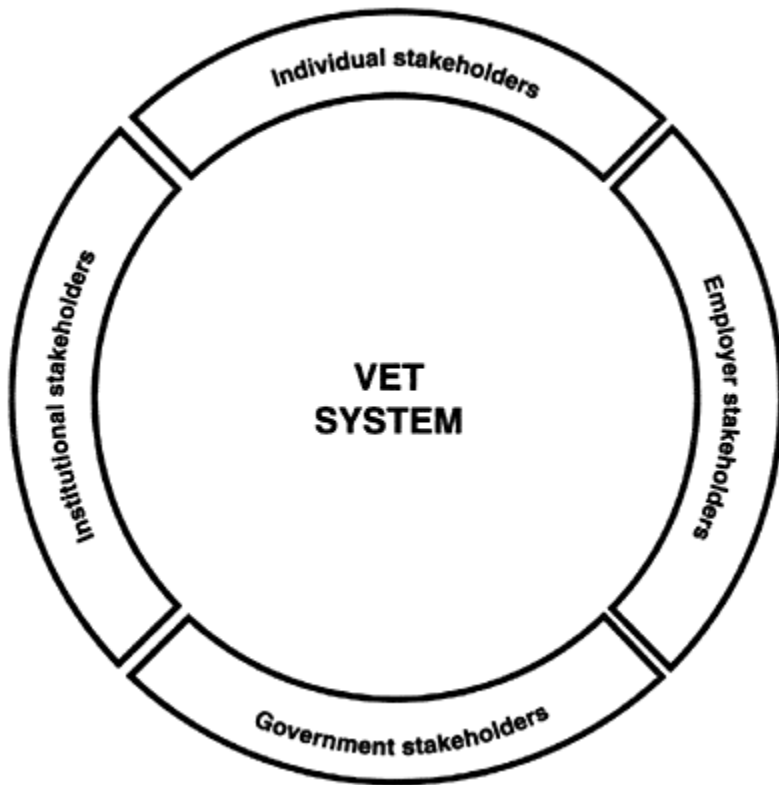 Individual stakeholders
Institutional stakeholders
Employer stakeholders
VET
SYSTEM
Government stakeholders